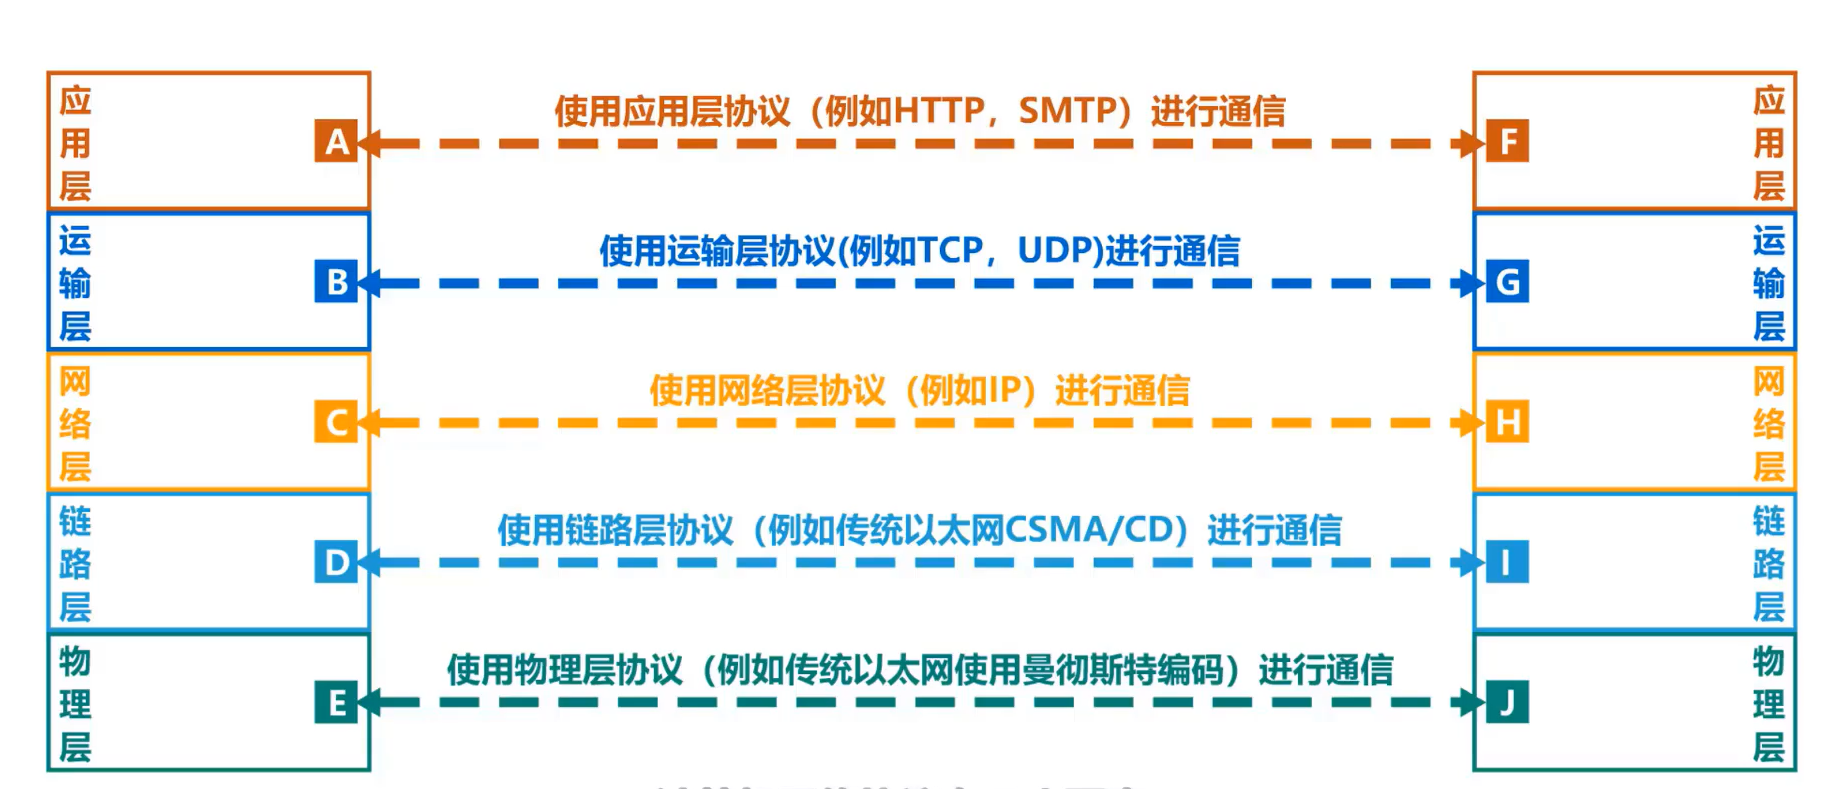 应用层
A
使用应用层协议（例如HTTP，SMTP）进行通信
F
应用层
运输层
B
使用运输层协议(例如TCP，UDP)进行通信
G
运输层
网络层
C
使用网络层协议（例如IP）进行通信
H
网络层
链路层
D
使用链路层协议（例如传统以太网CSMA/CD）进行通信
I
链路层
物理层
E
使用物理层协议（例如传统以太网使用曼彻斯特编码）进行通信
J
物理层